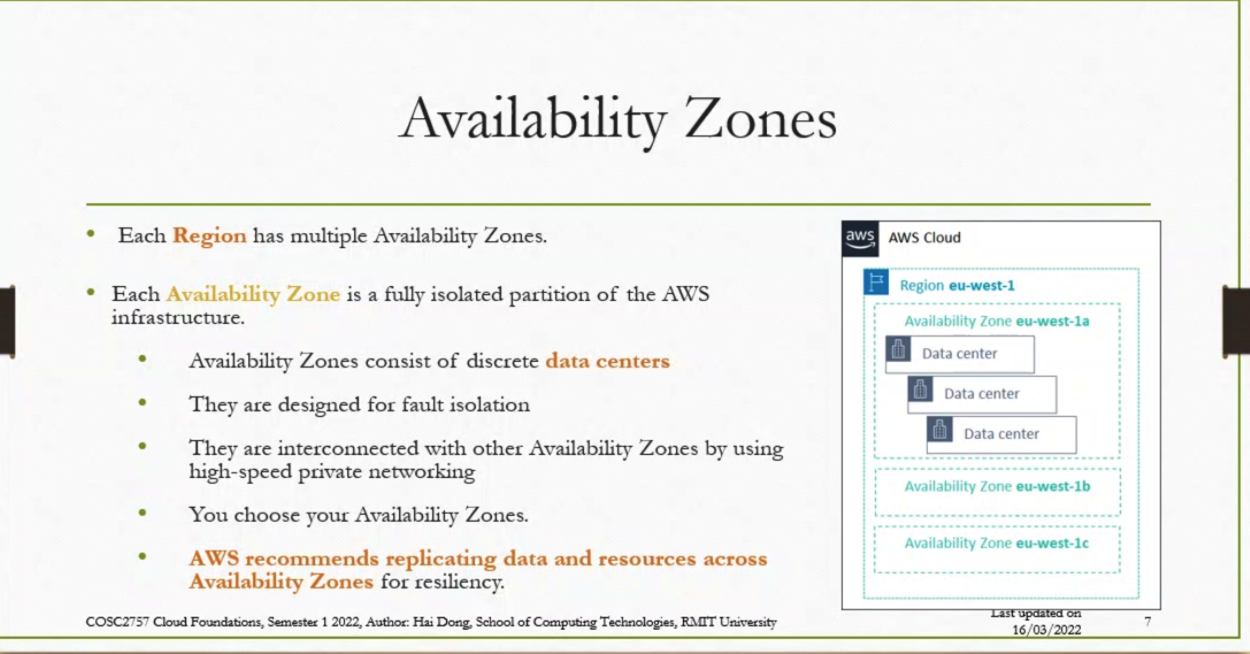 Availability Zones
• Each Region has multiple Availability Zones.
• Each Availability Zone is a fully isolated partition of the AWS
infrastructure.
• Availability Zones consist of discrete data centers
• They are designed for fault isolation
• They are interconnected with other Availability Zones by using
high-speed private networking
• You choose your Availability Zones.
• AWS recommends replicating data and resources across
Availability Zones for resiliency.
aws AWS Cloud
Region eu-west-1
Availability Zone eu-west-1a
Data center
Data center
Data center
Availability Zone eu-west-1b
Availability Zone eu-west-1c
COSC2757 Cloud Foundations, Semester 1 2022, Author: Hai Dong, School of Computing Technologies, RMIT University
Last updated on
16/03/2022
7